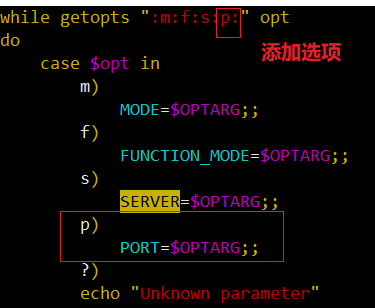 while getopts ":m:f:s:p:" opt
do
    case $opt in
        m)
            MODE=$OPTARG;;
        f)
            FUNCTION_MODE=$OPTARG;;
        s)
            SERVER=$OPTARG;;
        p)
            PORT=$OPTARG;;
        ?)
        echo "Unknown parameter"
添加选项